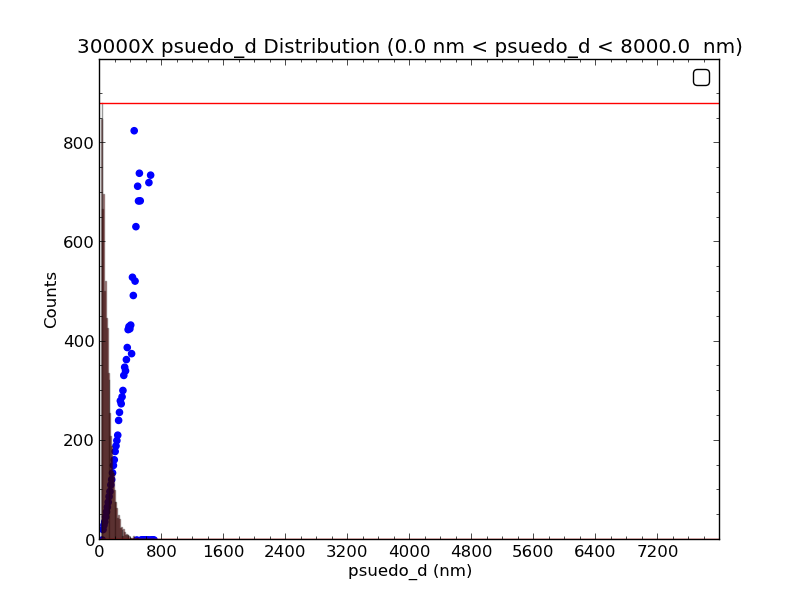 30000X psuedo_d Distribution (0.0 nm < psuedo_d < 8000.0  nm)
800
600
400
200
0
Counts
0 800 1600 2400 3200 4000 4800 5600 6400 7200
psuedo_d (nm)